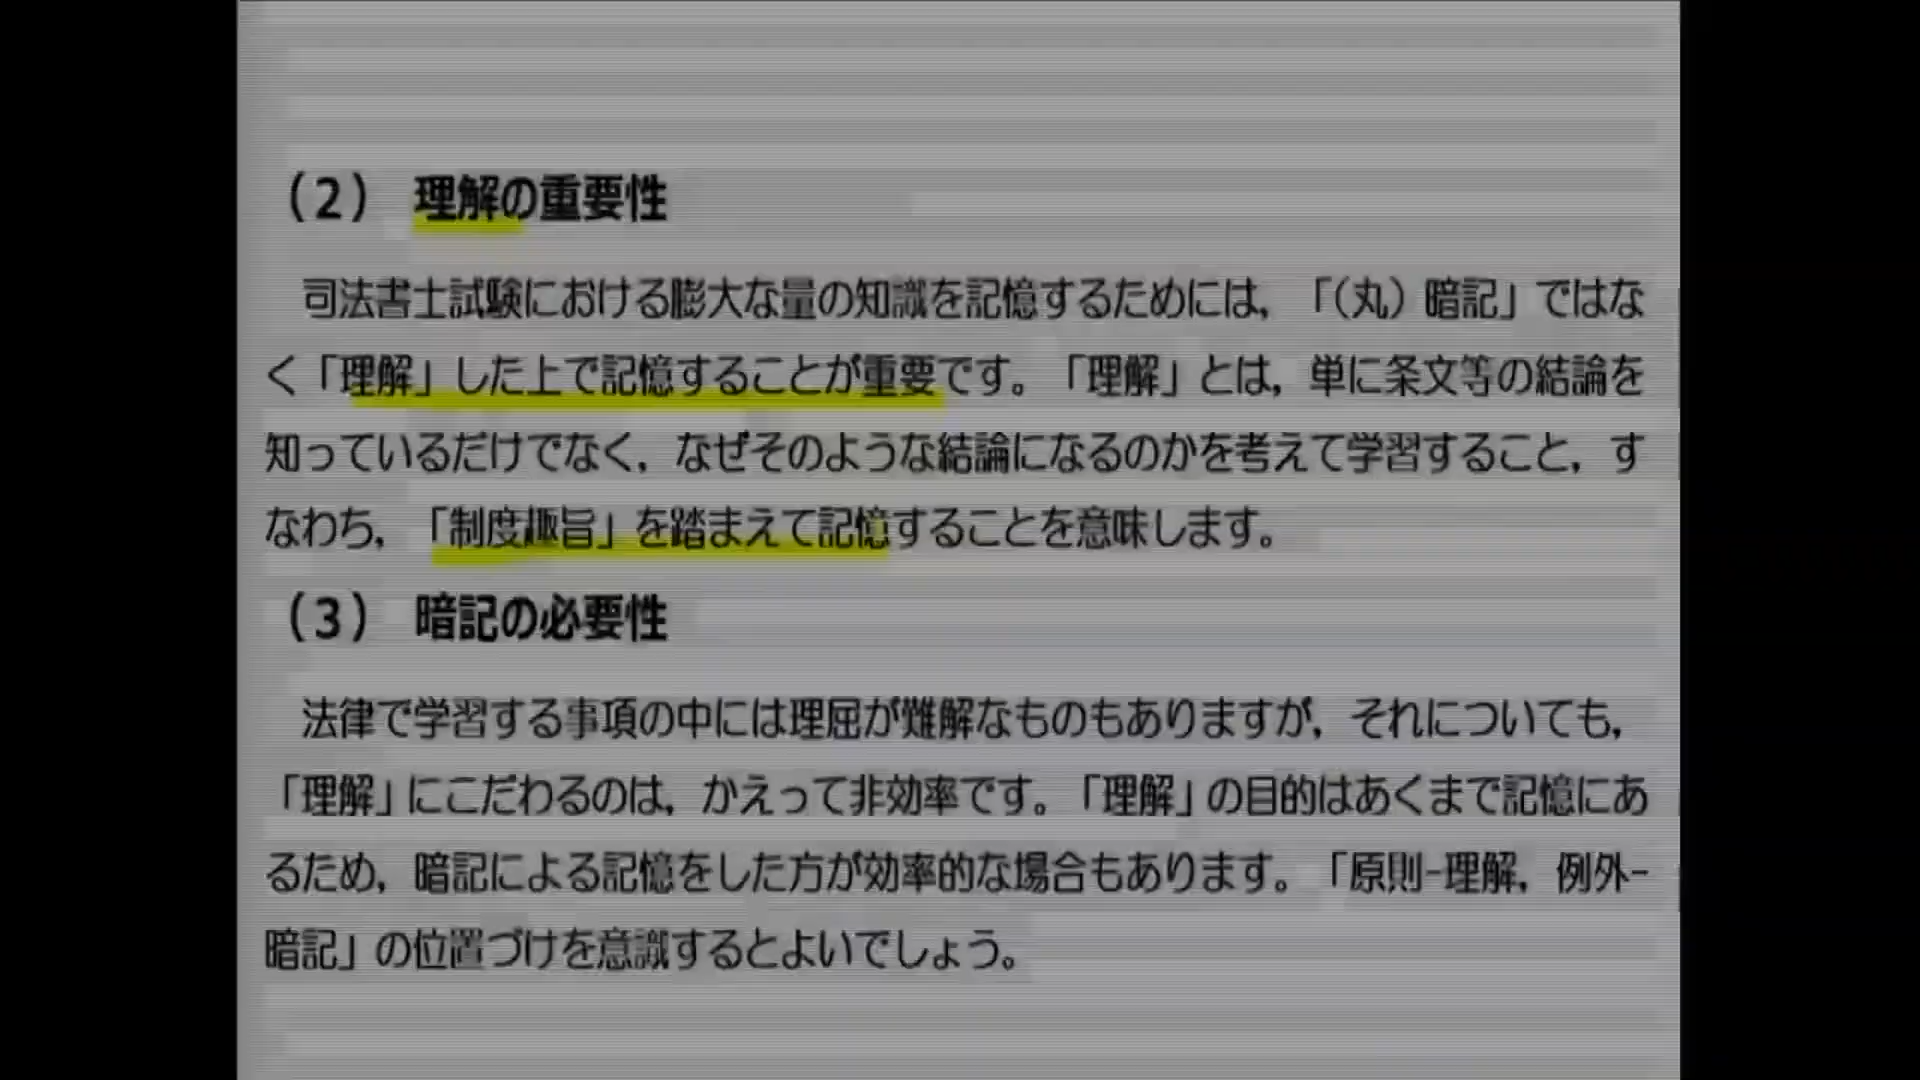 （2） 理解の重要性
司法書士試験における膨大な量の知識を記憶するためには，「（丸）暗記」ではな
く「理解」した上で記憶することが重要です。「理解」とは，単に条文等の結論を
知っているだけでなく，なぜそのような結論になるのかを考えて学習すること，す
なわち，「制度趣旨」を踏まえて記憶することを意味します。
（3） 暗記の必要性
法律で学習する事項の中には理屈が難解なものもありますが，それについても，
「理解」にこだわるのは，かえって非効率です。「理解」の目的はあくまで記憶にあ
るため，暗記による記憶をした方が効率的な場合もあります。「原則-理解，例外-
暗記」の位置づけを意識するとよいでしょう。